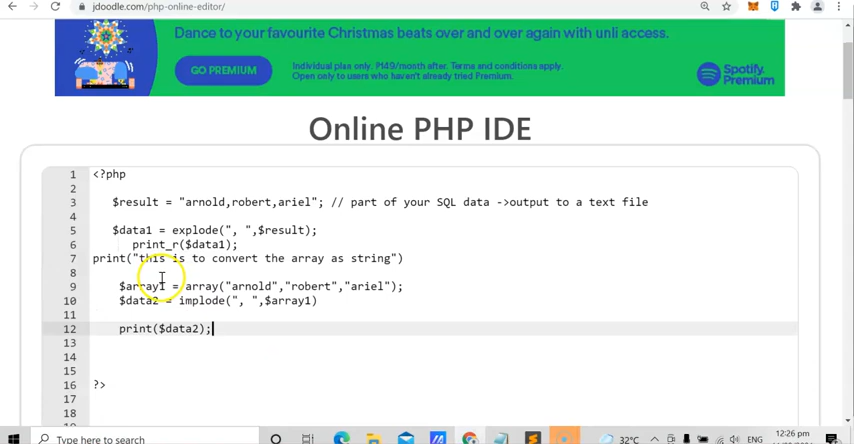 jdoodle.com/php-online-editor/
Dance to your favourite Christmas beats over and over again with unli access.
GO PREMIUM
Individual plan only. ₱149/month after. Terms and conditions apply.
Open only to users who haven't already tried Premium.
Spotify Premium
Online PHP IDE
1 <?php
2
3 $result = "arnold,robert,ariel"; // part of your SQL data ->output to a text file
4
5 $data1 = explode(", ",$result);
6 print_r($data1);
7 print("this is to convert the array as string")
8
9 $array1 = array("arnold","robert","ariel");
10 $data2 = implode(", ",$array1)
11
12 print($data2);
13
14
15
16 ?>
17
18
Type here to search
32°C
ENG
12:26 pm